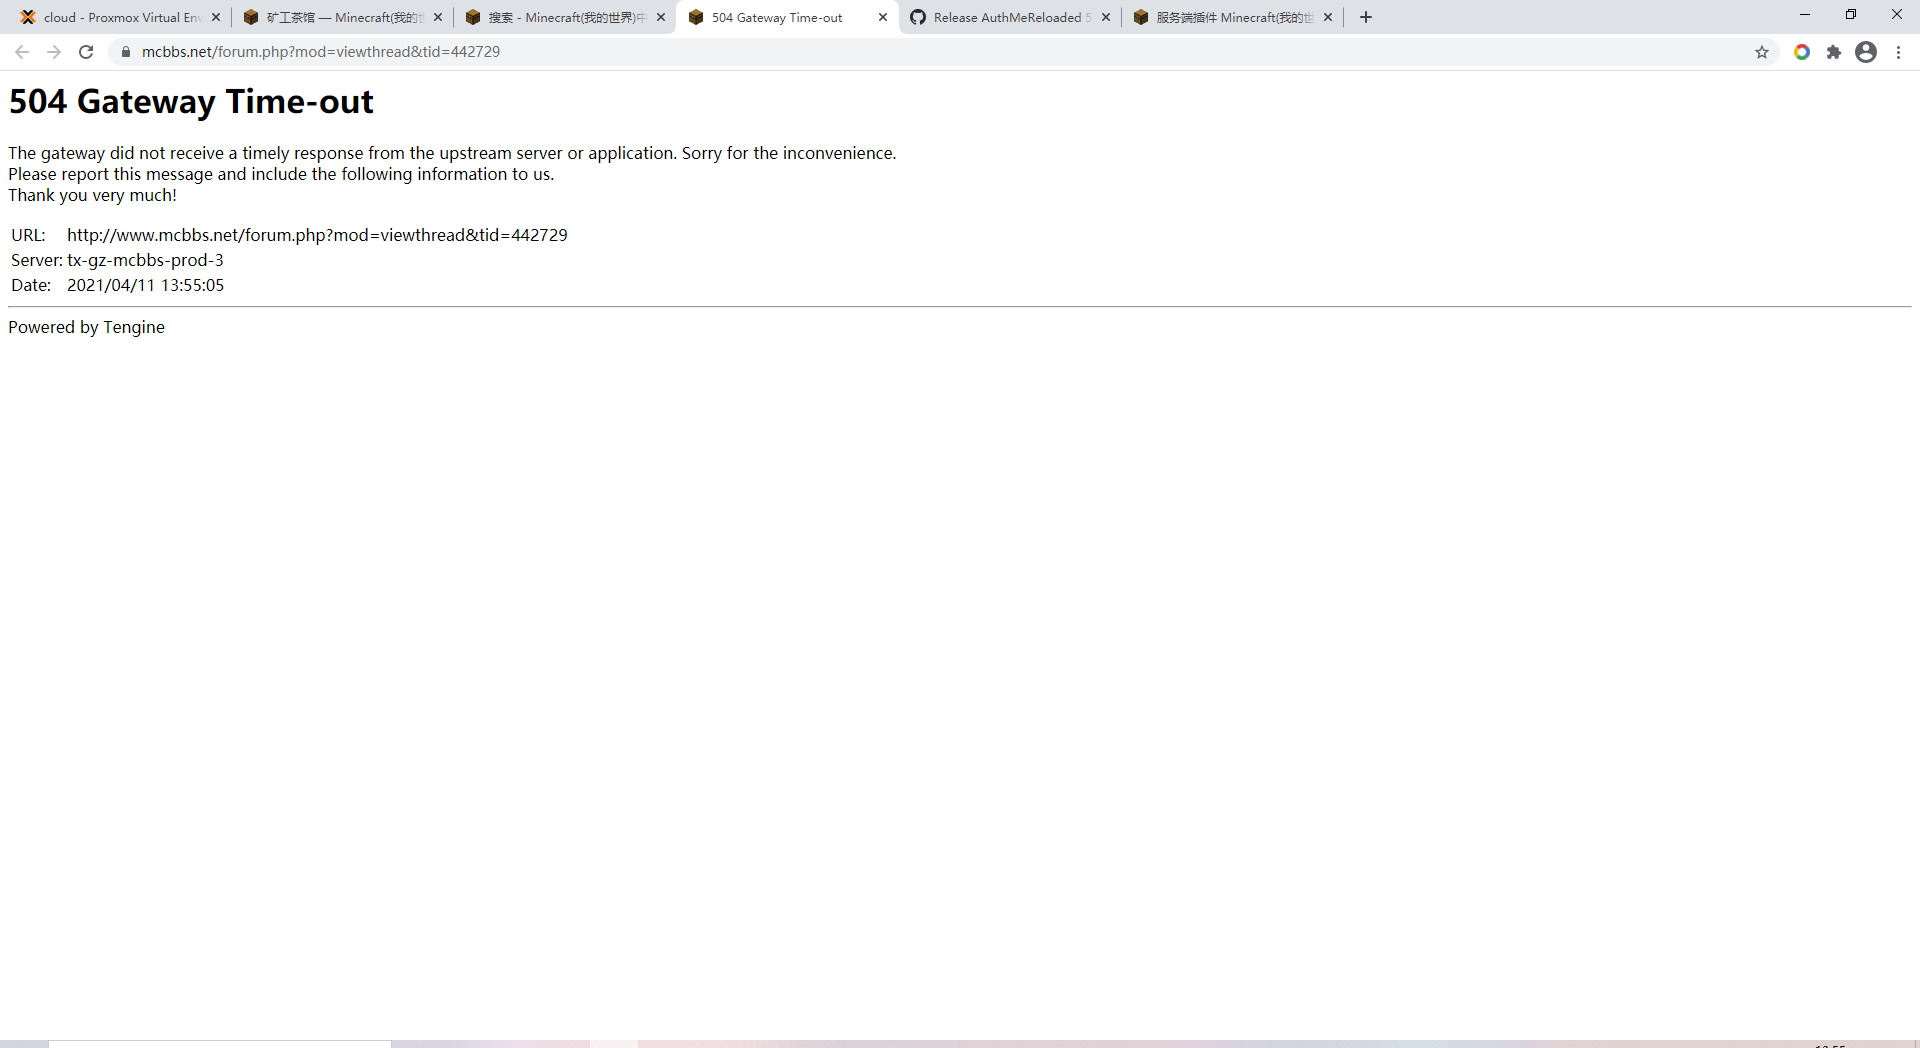 cloud - Proxmox Virtual Env
矿工茶馆 — Minecraft(我的世
搜索 - Minecraft(我的世界)中
504 Gateway Time-out
Release AuthMeReloaded 5
服务端插件 Minecraft(我的世
mcbbs.net/forum.php?mod=viewthread&tid=442729
504 Gateway Time-out
The gateway did not receive a timely response from the upstream server or application. Sorry for the inconvenience.
Please report this message and include the following information to us.
Thank you very much!
URL: http://www.mcbbs.net/forum.php?mod=viewthread&tid=442729
Server: tx-gz-mcbbs-prod-3
Date: 2021/04/11 13:55:05
Powered by Tengine